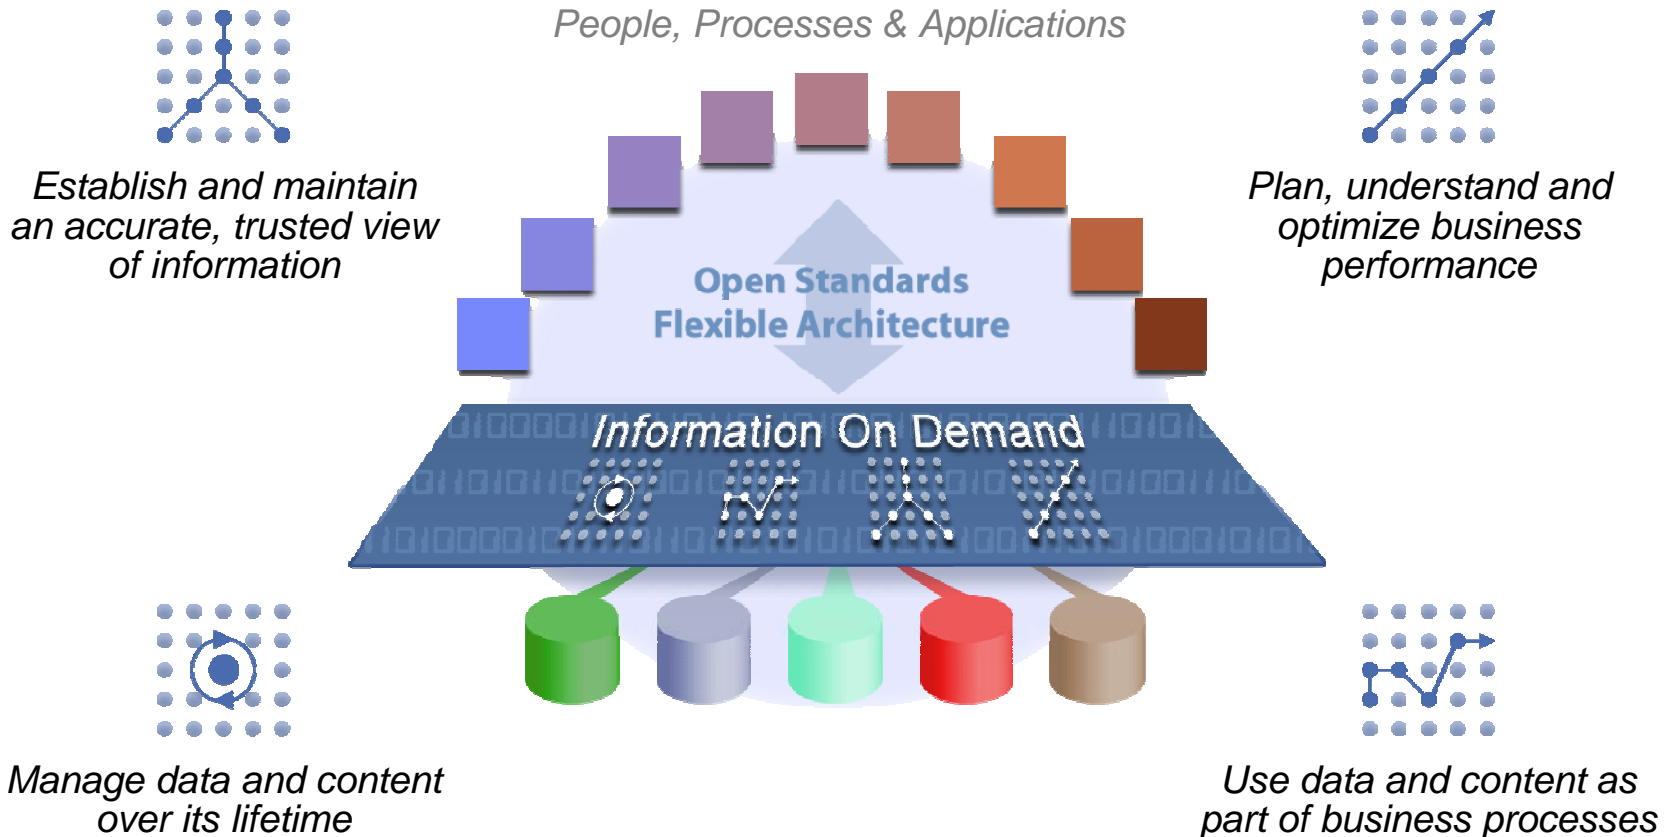 People, Processes & Applications
Establish and maintain
an accurate, trusted view
of information
Plan, understand and
optimize business
performance
Open Standards
Flexible Architecture
Information On Demand
Manage data and content
over its lifetime
Use data and content as
part of business processes